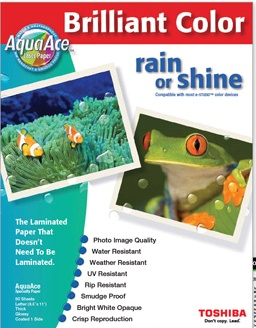 Brilliant Color
AquaAce
Laser Paper
rain
or shine
Compatible with most e-STUDIO™ color devices
The Laminated
Paper That
Doesn't
Need To Be
Laminated.
AquaAce
Specialty Paper
50 Sheets
Letter (8.5" x 11")
Thick
Glossy
Coated 1 Side
Photo Image Quality
Water Resistant
Weather Resistant
UV Resistant
Rip Resistant
Smudge Proof
Bright White Opaque
Crisp Reproduction
TOSHIBA
Don't copy. Lead.